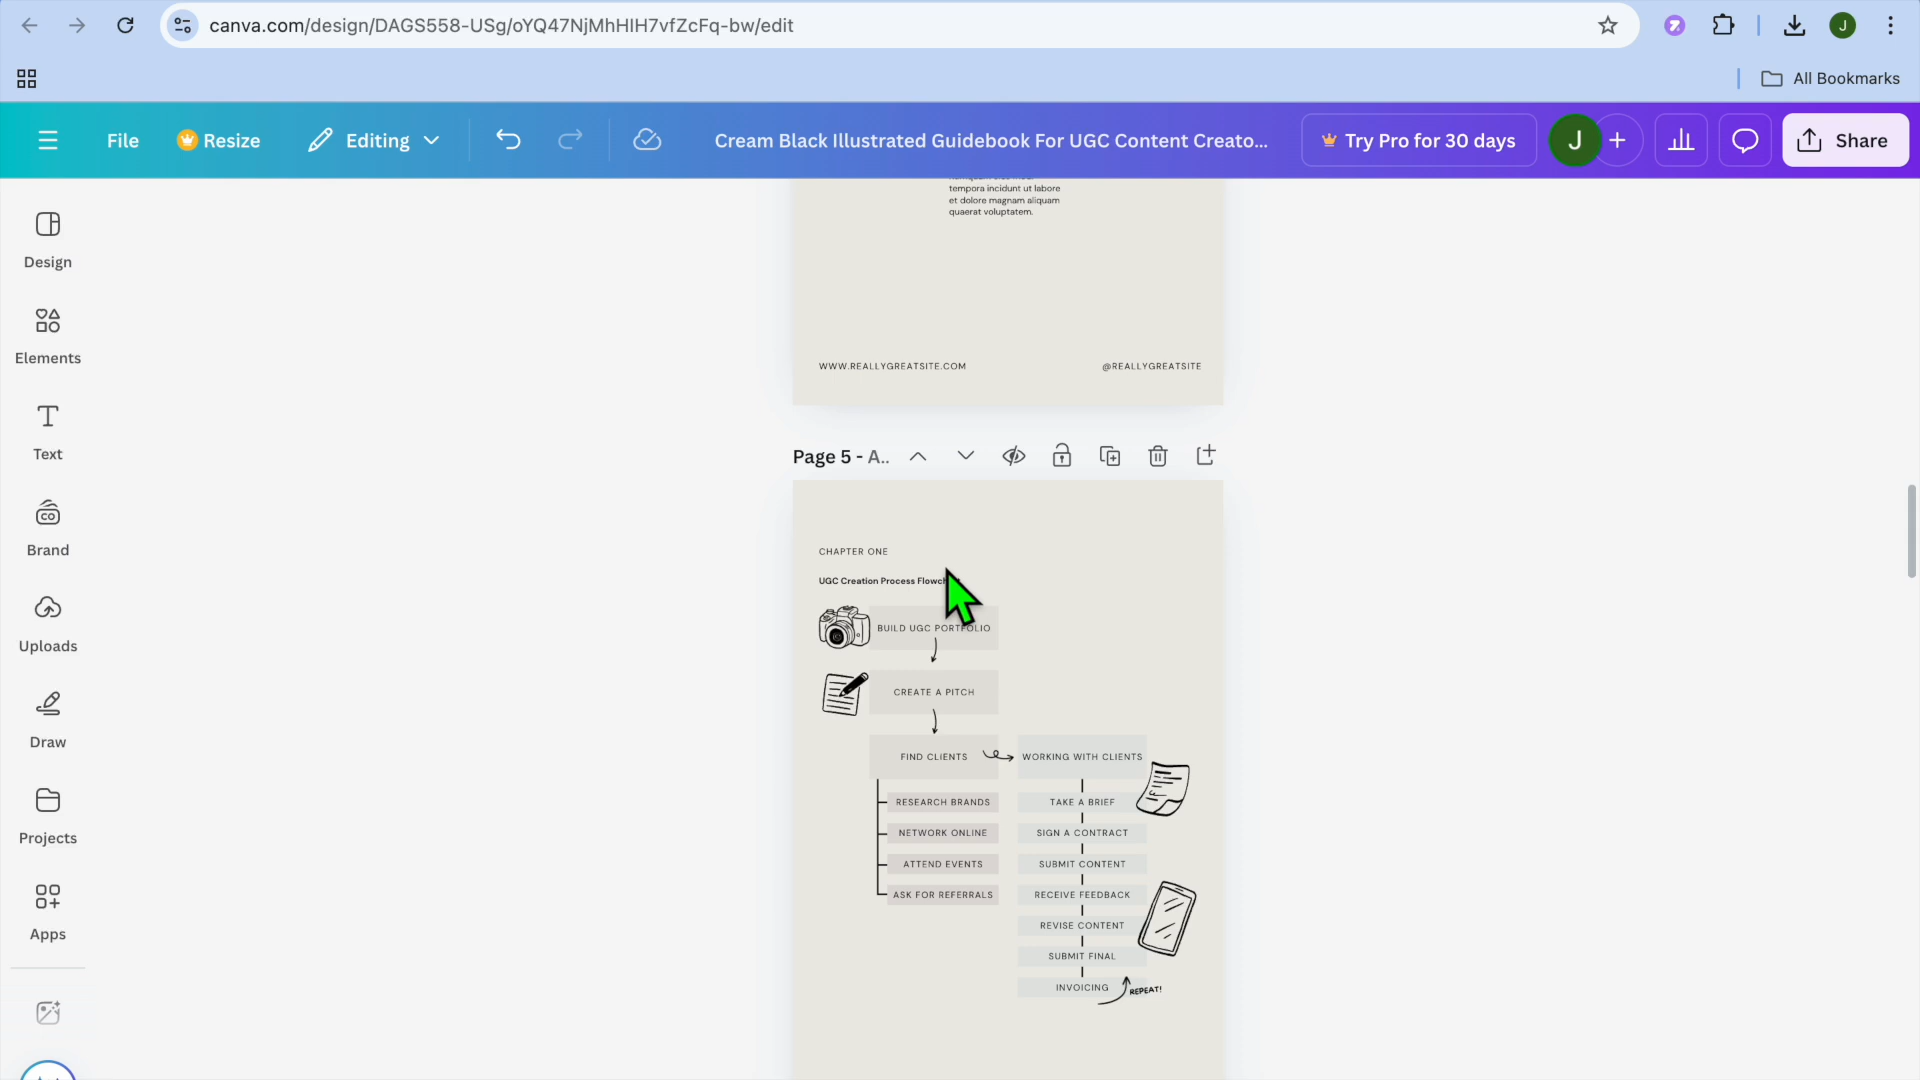 canva.com/design/DAGS558-USg/oYQ47NjMhHIH7vfZcFq-bw/edit
J
All Bookmarks
File
Resize
Editing
Cream Black Illustrated Guidebook For UGC Content Creato...
Try Pro for 30 days
J
Share
Design
Elements
Text
CO
Brand
Uploads
Draw
Projects
Apps
tempora incidunt ut labore
et dolore magnam aliquam
quaerat voluptatem.
WWW.REALLYGREATSITE.COM
@REALLYGREATSITE
Page 5 - A..
CHAPTER ONE
UGC Creation Process
BUILD UGC PORTFOLIO
CREATE A PITCH
FIND CLIENTS
WORKING WITH CLIENTS
RESEARCH BRANDS
TAKE A BRIEF
NETWORK ONLINE
SIGN A CONTRACT
ATTEND EVENTS
SUBMIT CONTENT
ASK FOR REFERRALS
RECEIVE FEEDBACK
REVISE CONTENT
SUBMIT FINAL
INVOICING
REPEAT!